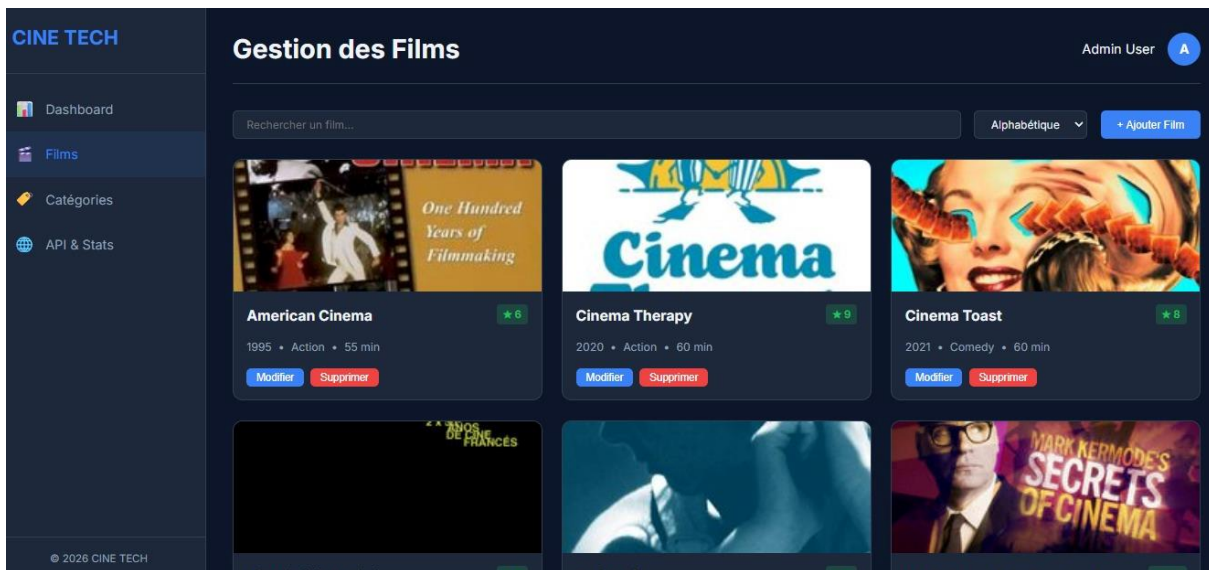 CINE TECH
Gestion des Films
Admin User A
Dashboard
Films
Catégories
API & Stats
Rechercher un film...
Alphabétique
+ Ajouter Film
One Hundred
Years of
Filmmaking
Cinema
American Cinema ★ 6
1995 • Action • 55 min
Modifier Supprimer
Cinema Therapy ★ 9
2020 • Action • 60 min
Modifier Supprimer
Cinema Toast ★ 8
2021 • Comedy • 60 min
Modifier Supprimer
AÑOS
DE CINE
FRANCÉS
MARK KERMODE'S
SECRETS
OF CINEMA
© 2026 CINE TECH